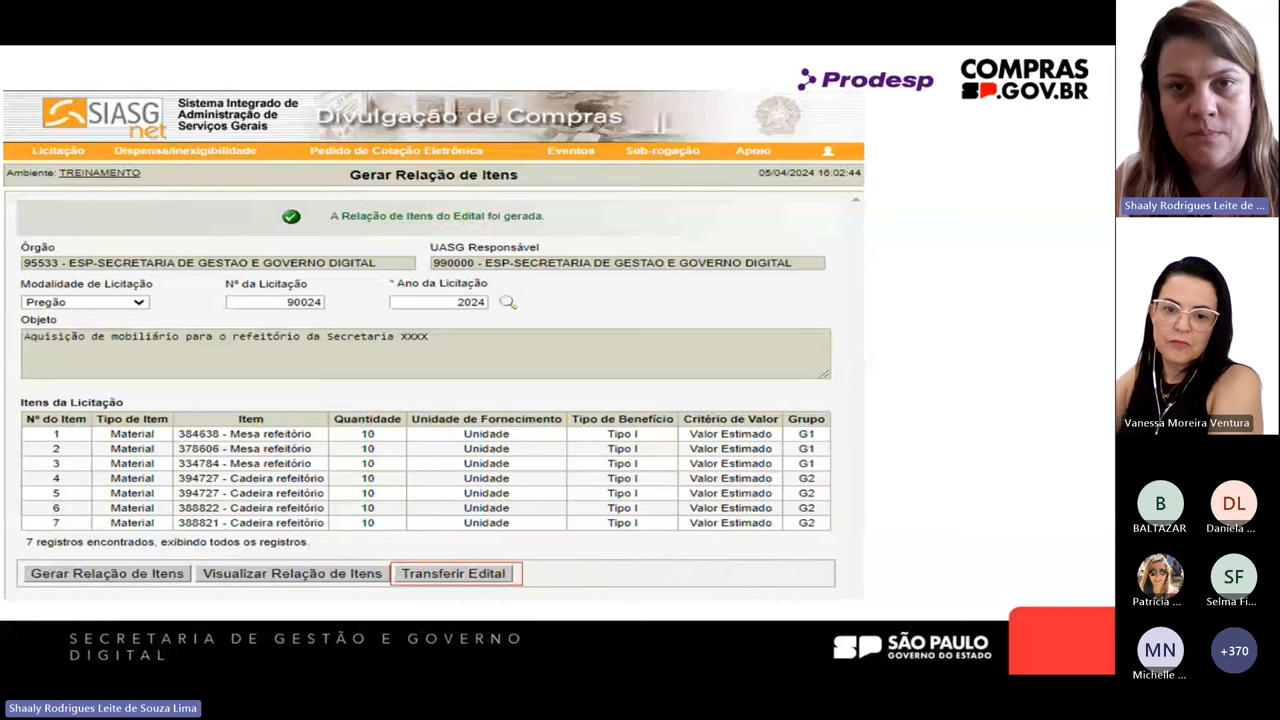 Prodesp
COMPRAS
SP.GOV.BR
SIASG
net
Sistema Integrado de
Administração de
Serviços Gerais
Divulgação de Compras
Licitação Dispensa/Inexigibilidade Pedido de Cotação Eletrônica Eventos Sub-rogação Apoio
Ambiente: TREINAMENTO Gerar Relação de Itens 05/04/2024 16:02:44
A Relação de Itens do Edital foi gerada.
Órgão UASG Responsável
95533 - ESP-SECRETARIA DE GESTAO E GOVERNO DIGITAL 990000 - ESP-SECRETARIA DE GESTAO E GOVERNO DIGITAL
Modalidade de Licitação Nº da Licitação * Ano da Licitação
Pregão 90024 2024
Objeto
Aquisição de mobiliário para o refeitório da Secretaria XXXX
Itens da Licitação
Nº do Item Tipo de Item Item Quantidade Unidade de Fornecimento Tipo de Benefício Critério de Valor Grupo
1 Material 384638 - Mesa refeitório 10 Unidade Tipo I Valor Estimado G1
2 Material 378606 - Mesa refeitório 10 Unidade Tipo I Valor Estimado G1
3 Material 334784 - Mesa refeitório 10 Unidade Tipo I Valor Estimado G1
4 Material 394727 - Cadeira refeitório 10 Unidade Tipo I Valor Estimado G2
5 Material 394727 - Cadeira refeitório 10 Unidade Tipo I Valor Estimado G2
6 Material 388822 - Cadeira refeitório 10 Unidade Tipo I Valor Estimado G2
7 Material 388821 - Cadeira refeitório 10 Unidade Tipo I Valor Estimado G2
7 registros encontrados, exibindo todos os registros.
Gerar Relação de Itens Visualizar Relação de Itens Transferir Edital
SECRETARIA DE GESTÃO E GOVERNO
DIGITAL
SP SÃO PAULO
GOVERNO DO ESTADO
Shaaly Rodrigues Leite de Souza Lima
Shaaly Rodrigues Leite de ...
Vanessa Moreira Ventura
B DL
BALTAZAR Daniela ...
SF
Patrícia ... Selma Fi...
MN +370
Michelle ...